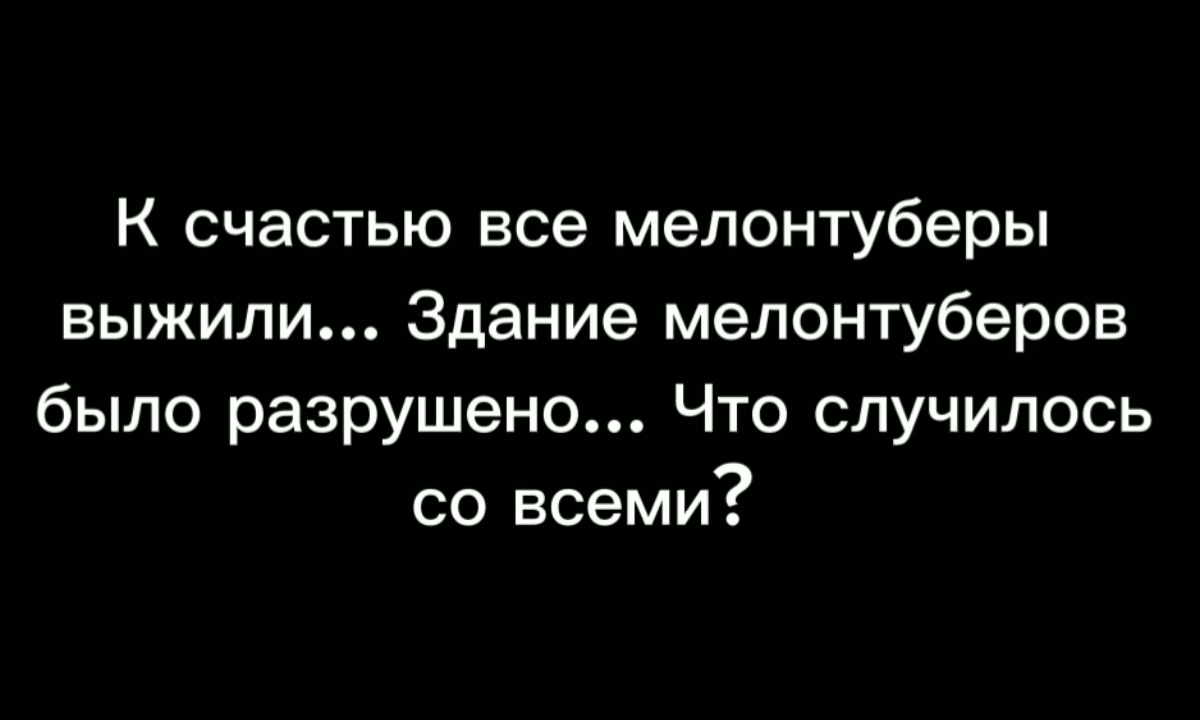 К счастью все мелонтуберы
выжили... Здание мелонтуберов
было разрушено... Что случилось
со всеми?